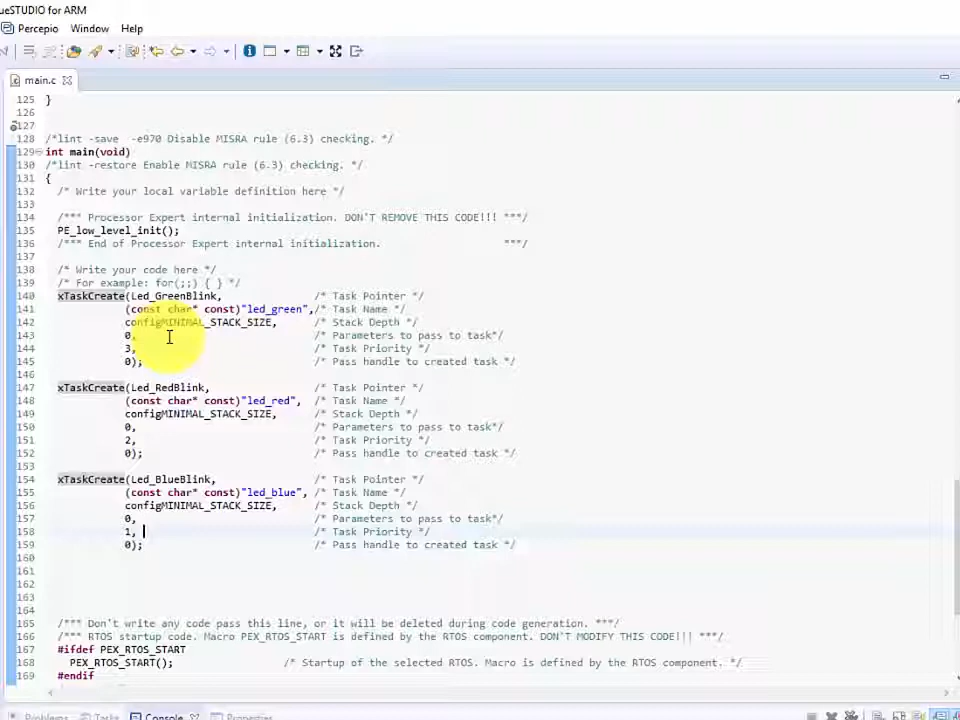 ueSTUDIO for ARM
Percepio Window Help
main.c
125 }
126
127
128 /*lint -save  -e970 Disable MISRA rule (6.3) checking. */
129 int main(void)
130 /*lint -restore Enable MISRA rule (6.3) checking. */
131 {
132 /* Write your local variable definition here */
133
134 /*** Processor Expert internal initialization. DON'T REMOVE THIS CODE!!! ***/
135 PE_low_level_init();
136 /*** End of Processor Expert internal initialization. ***/
137
138 /* Write your code here */
139 /* For example: for(;;) { } */
140 xTaskCreate(Led_GreenBlink, /* Task Pointer */
141 (const char* const)"led_green",/* Task Name */
142 configMINIMAL_STACK_SIZE, /* Stack Depth */
143 0, /* Parameters to pass to task*/
144 3, /* Task Priority */
145 0); /* Pass handle to created task */
146
147 xTaskCreate(Led_RedBlink, /* Task Pointer */
148 (const char* const)"led_red", /* Task Name */
149 configMINIMAL_STACK_SIZE, /* Stack Depth */
150 0, /* Parameters to pass to task*/
151 2, /* Task Priority */
152 0); /* Pass handle to created task */
153
154 xTaskCreate(Led_BlueBlink, /* Task Pointer */
155 (const char* const)"led_blue", /* Task Name */
156 configMINIMAL_STACK_SIZE, /* Stack Depth */
157 0, /* Parameters to pass to task*/
158 1, /* Task Priority */
159 0); /* Pass handle to created task */
160
161
162
163
164
165 /*** Don't write any code pass this line, or it will be deleted during code generation. ***/
166 /*** RTOS startup code. Macro PEX_RTOS_START is defined by the RTOS component. DON'T MODIFY THIS CODE!!! ***/
167 #ifdef PEX_RTOS_START
168 PEX_RTOS_START(); /* Startup of the selected RTOS. Macro is defined by the RTOS component. */
169 #endif
Problems Tasks Console Properties